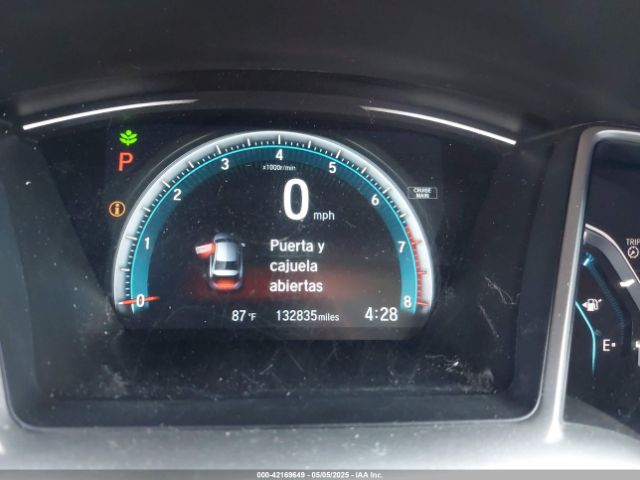 P
i
0
1
2
3
4
5
6
7
8
x1000r/min
0 mph
CRUISE
MAIN
Puerta y
cajuela
abiertas
87°F 132835miles 4:28
TRIP
E
000-42169649 - 05/05/2025 - IAA Inc.